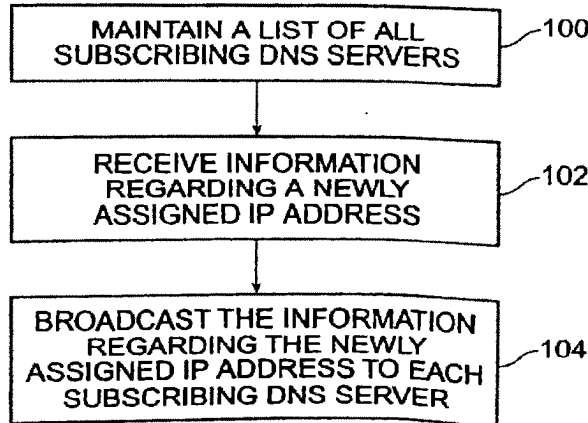 MAINTAIN A LIST OF ALL
SUBSCRIBING DNS SERVERS
100
RECEIVE INFORMATION
REGARDING A NEWLY
ASSIGNED IP ADDRESS
102
BROADCAST THE INFORMATION
REGARDING THE NEWLY
ASSIGNED IP ADDRESS TO EACH
SUBSCRIBING DNS SERVER
104